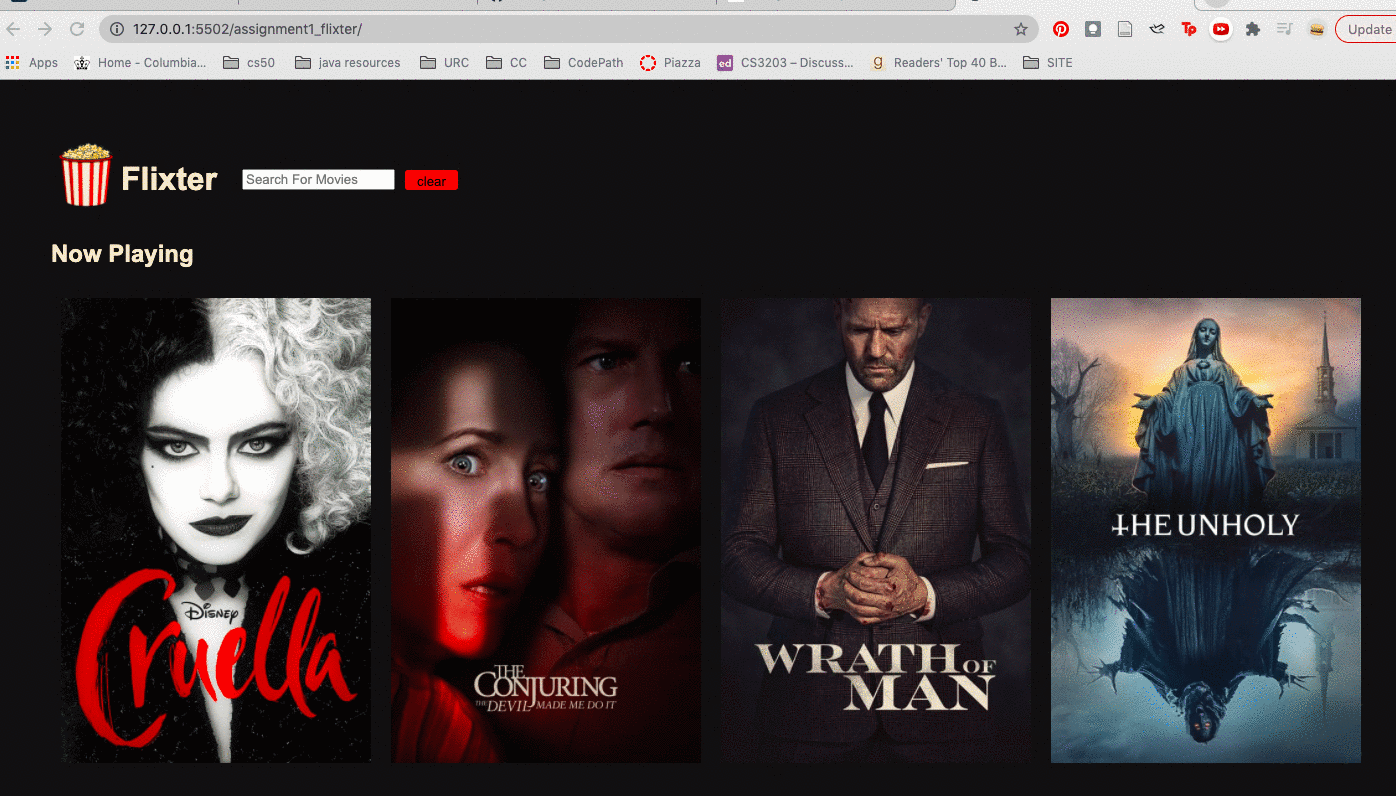 127.0.0.1:5502/assignment1_flixter/
Update
Apps Home - Columbia... cs50 java resources URC CC CodePath Piazza ed CS3203 – Discuss... g Readers' Top 40 B... SITE
Flixter Search For Movies clear
Now Playing
DISNEY
Cruella
THE
CONJURING
THE DEVIL MADE ME DO IT
WRATH OF
MAN
THE UNHOLY